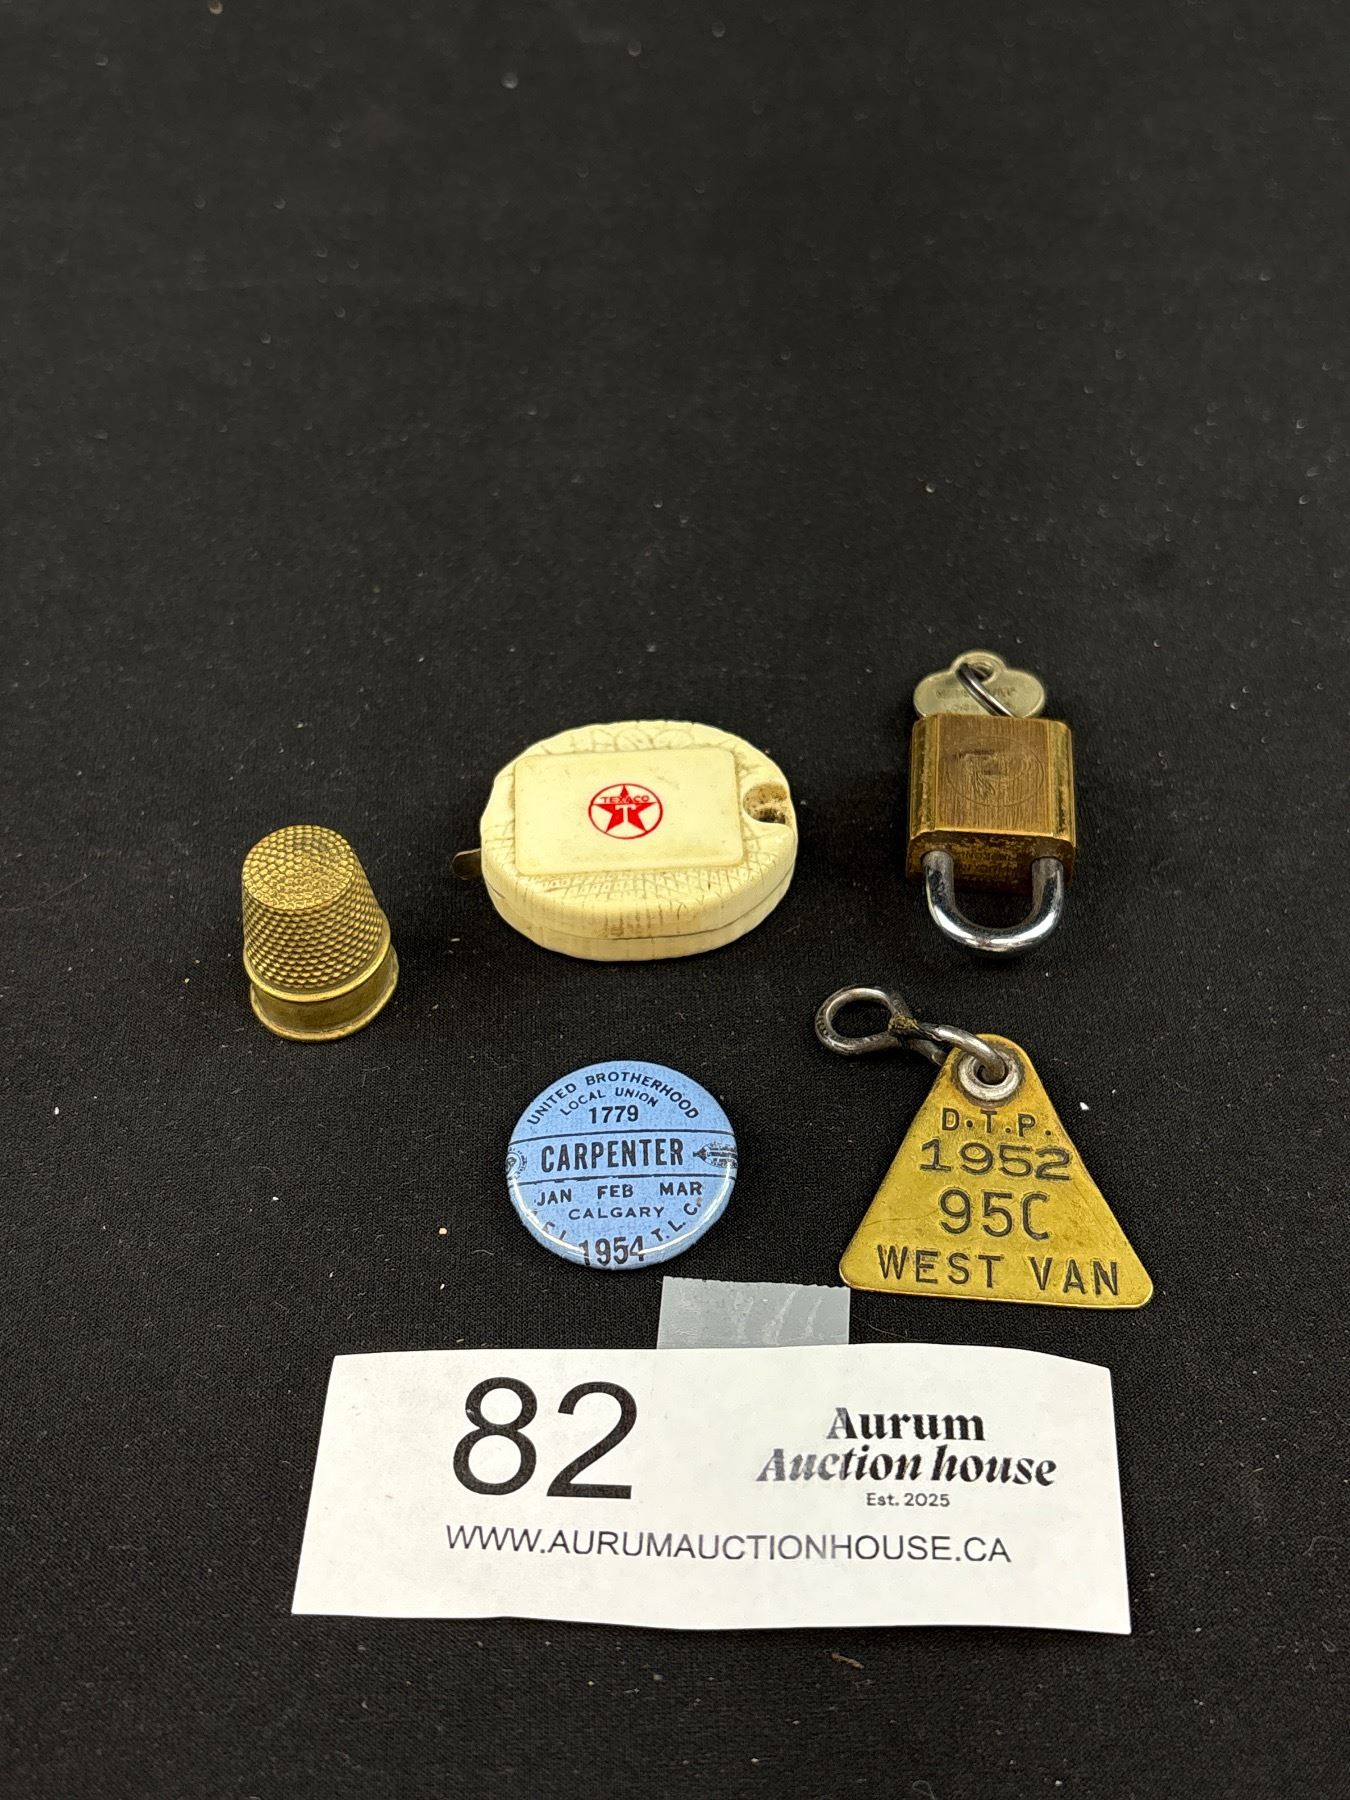 TEXACO
T
UNITED BROTHERHOOD
LOCAL UNION
1779
CARPENTER
JAN FEB MAR
CALGARY
T.L.C.
1954
D.T.P.
1952
95C
WEST VAN
82
Aurum
Auction house
Est. 2025
WWW.AURUMAUCTIONHOUSE.CA